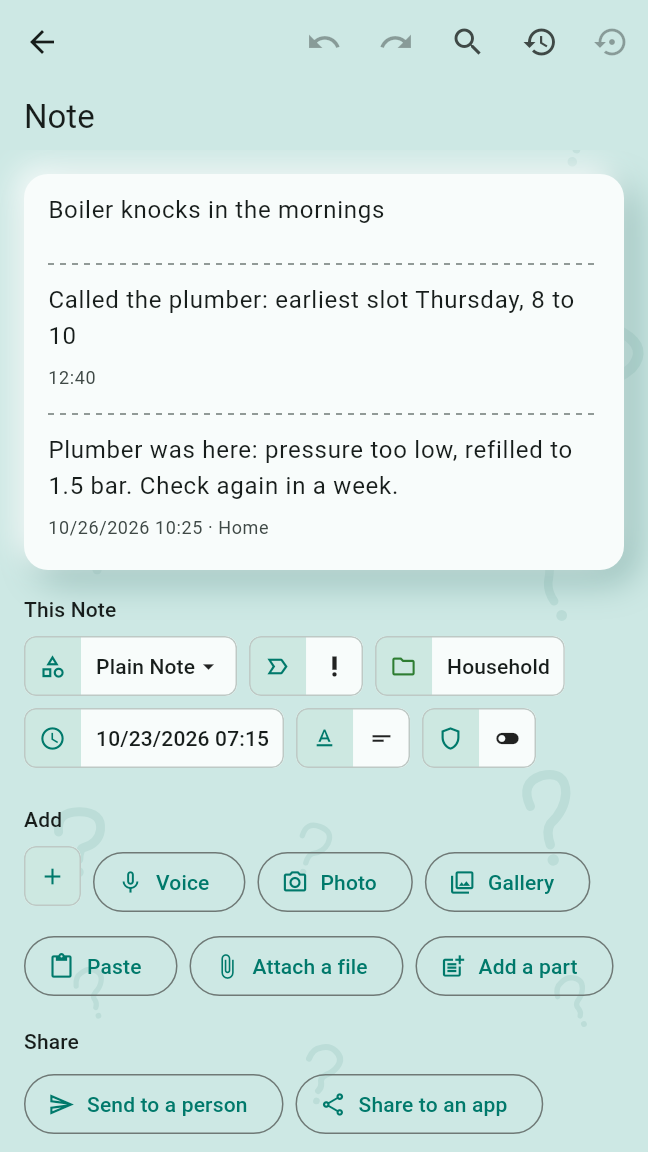 Note
Boiler knocks in the mornings
Called the plumber: earliest slot Thursday, 8 to
10
12:40
Plumber was here: pressure too low, refilled to
1.5 bar. Check again in a week.
10/26/2026 10:25 · Home
This Note
Plain Note
Household
10/23/2026 07:15
Add
Voice
Photo
Gallery
Paste
Attach a file
Add a part
Share
Send to a person
Share to an app